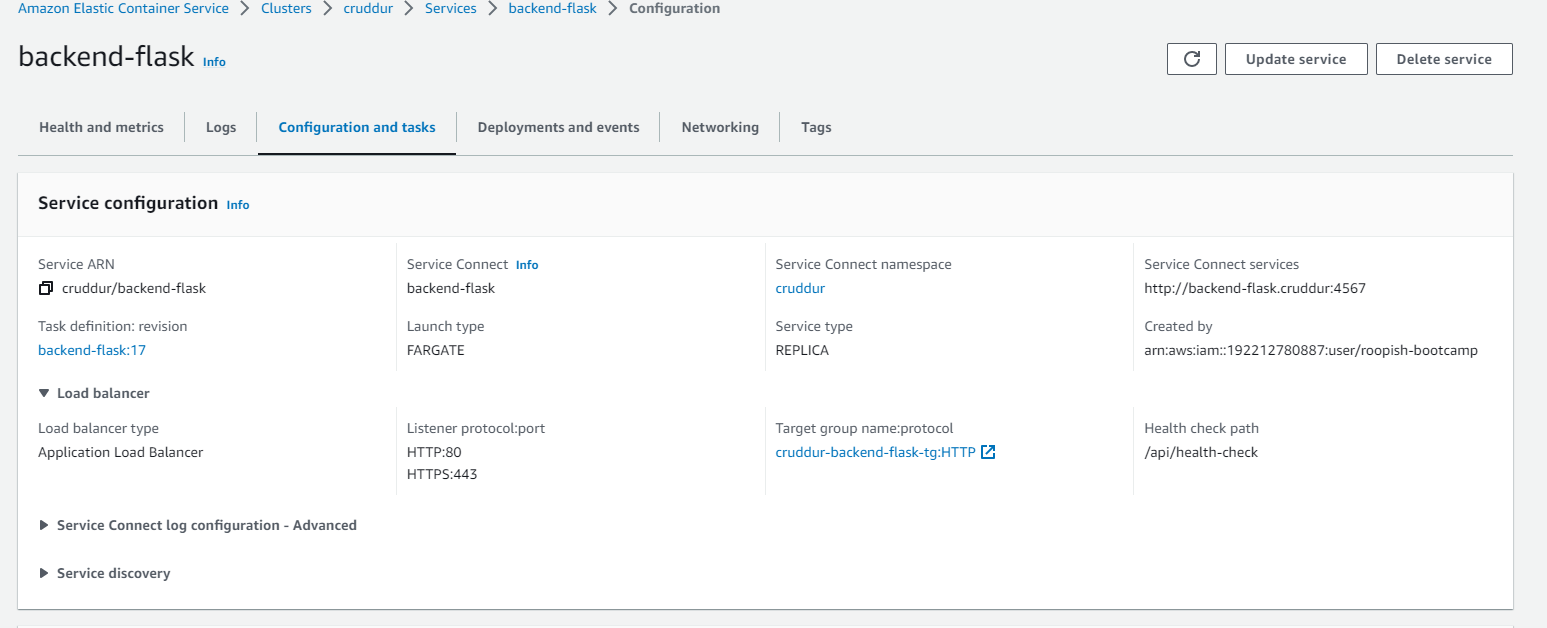 Amazon Elastic Container Service > Clusters > cruddur > Services > backend-flask > Configuration
backend-flask Info
Update service Delete service
Health and metrics Logs Configuration and tasks Deployments and events Networking Tags
Service configuration Info
Service ARN Service Connect Info Service Connect namespace Service Connect services
cruddur/backend-flask backend-flask cruddur http://backend-flask.cruddur:4567
Task definition: revision Launch type Service type Created by
backend-flask:17 FARGATE REPLICA arn:aws:iam::192212780887:user/roopish-bootcamp
Load balancer
Load balancer type Listener protocol:port Target group name:protocol Health check path
Application Load Balancer HTTP:80 cruddur-backend-flask-tg:HTTP /api/health-check
HTTPS:443
Service Connect log configuration - Advanced
Service discovery